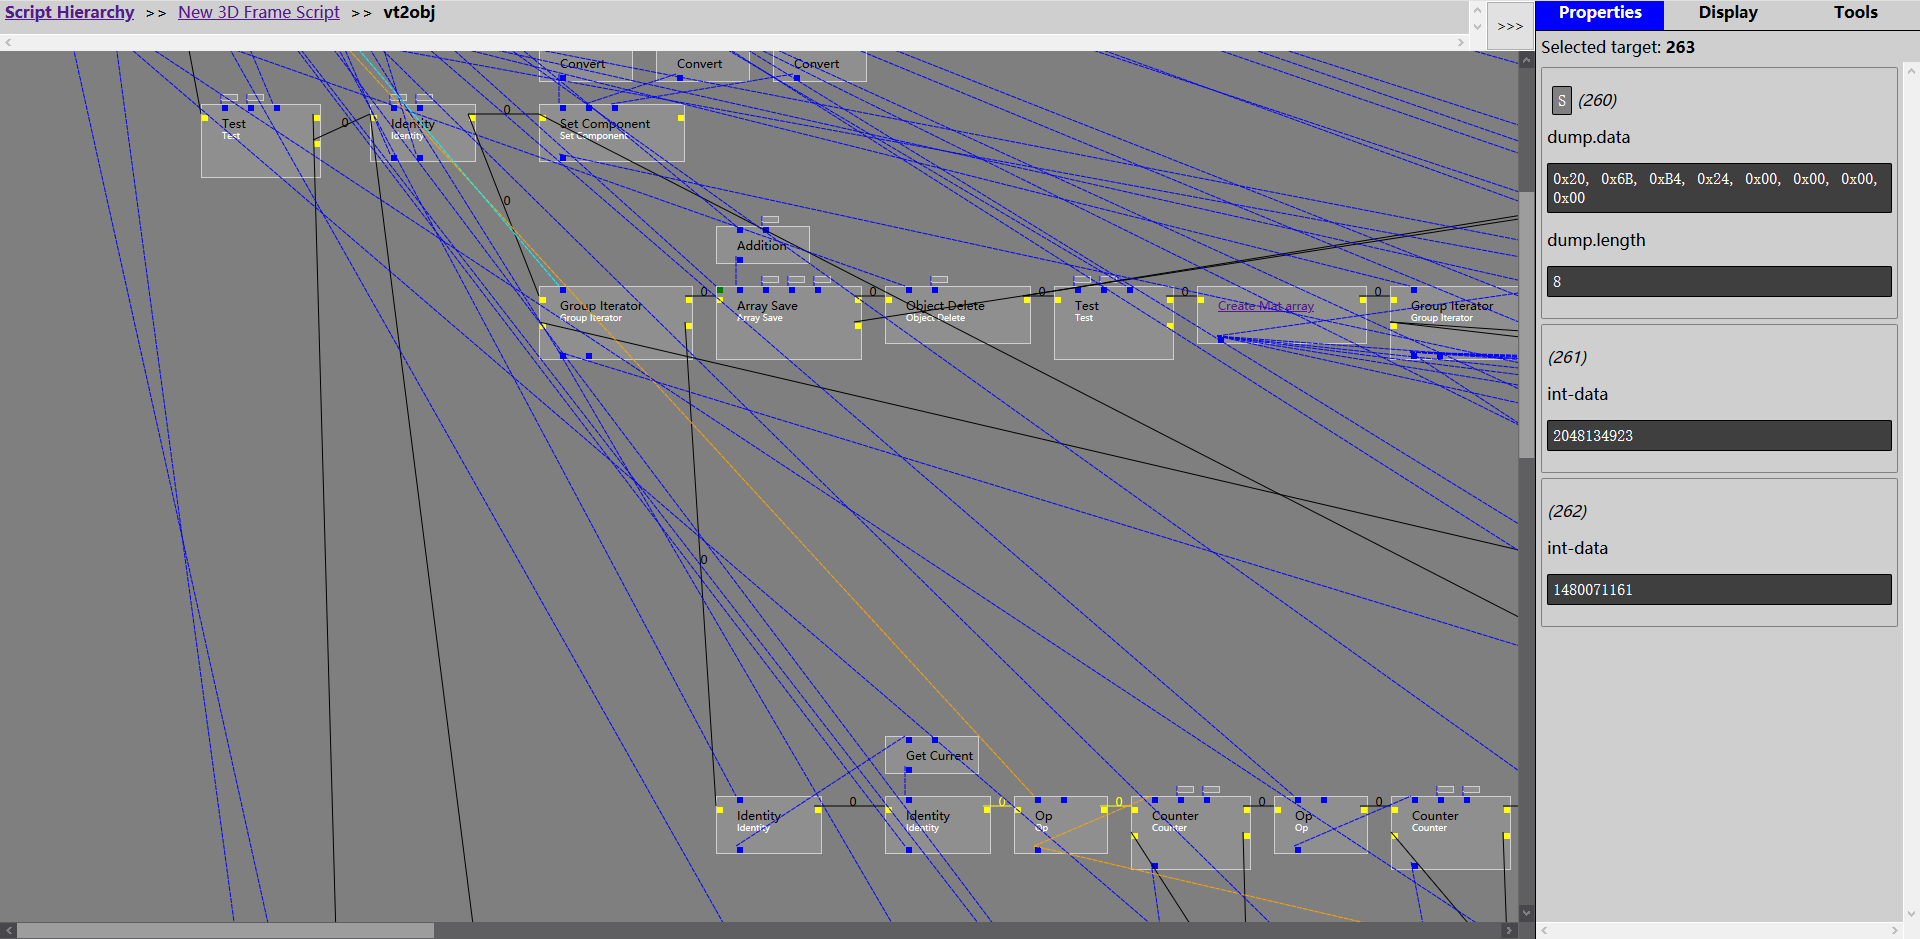 Script Hierarchy >> New 3D Frame Script >> vt2obj
>>>
Properties Display Tools
Selected target: 263
Convert Convert Convert
0
Test
Test
0
Identity
Identity
Set Component
Set Component
0
Addition
Group Iterator
Group Iterator
0
Array Save
Array Save
0
Object Delete
Object Delete
0
Test
Test
0
Create Mat array
0
Group Iterator
Group Iterator
0
Get Current
Identity
Identity
0
Identity
Identity
0
Op
Op
0
Counter
Counter
0
Op
Op
0
Counter
Counter
S (260)
dump.data
0x20, 0x6B, 0xB4, 0x24, 0x00, 0x00, 0x00,
0x00
dump.length
8
(261)
int-data
2048134923
(262)
int-data
1480071161